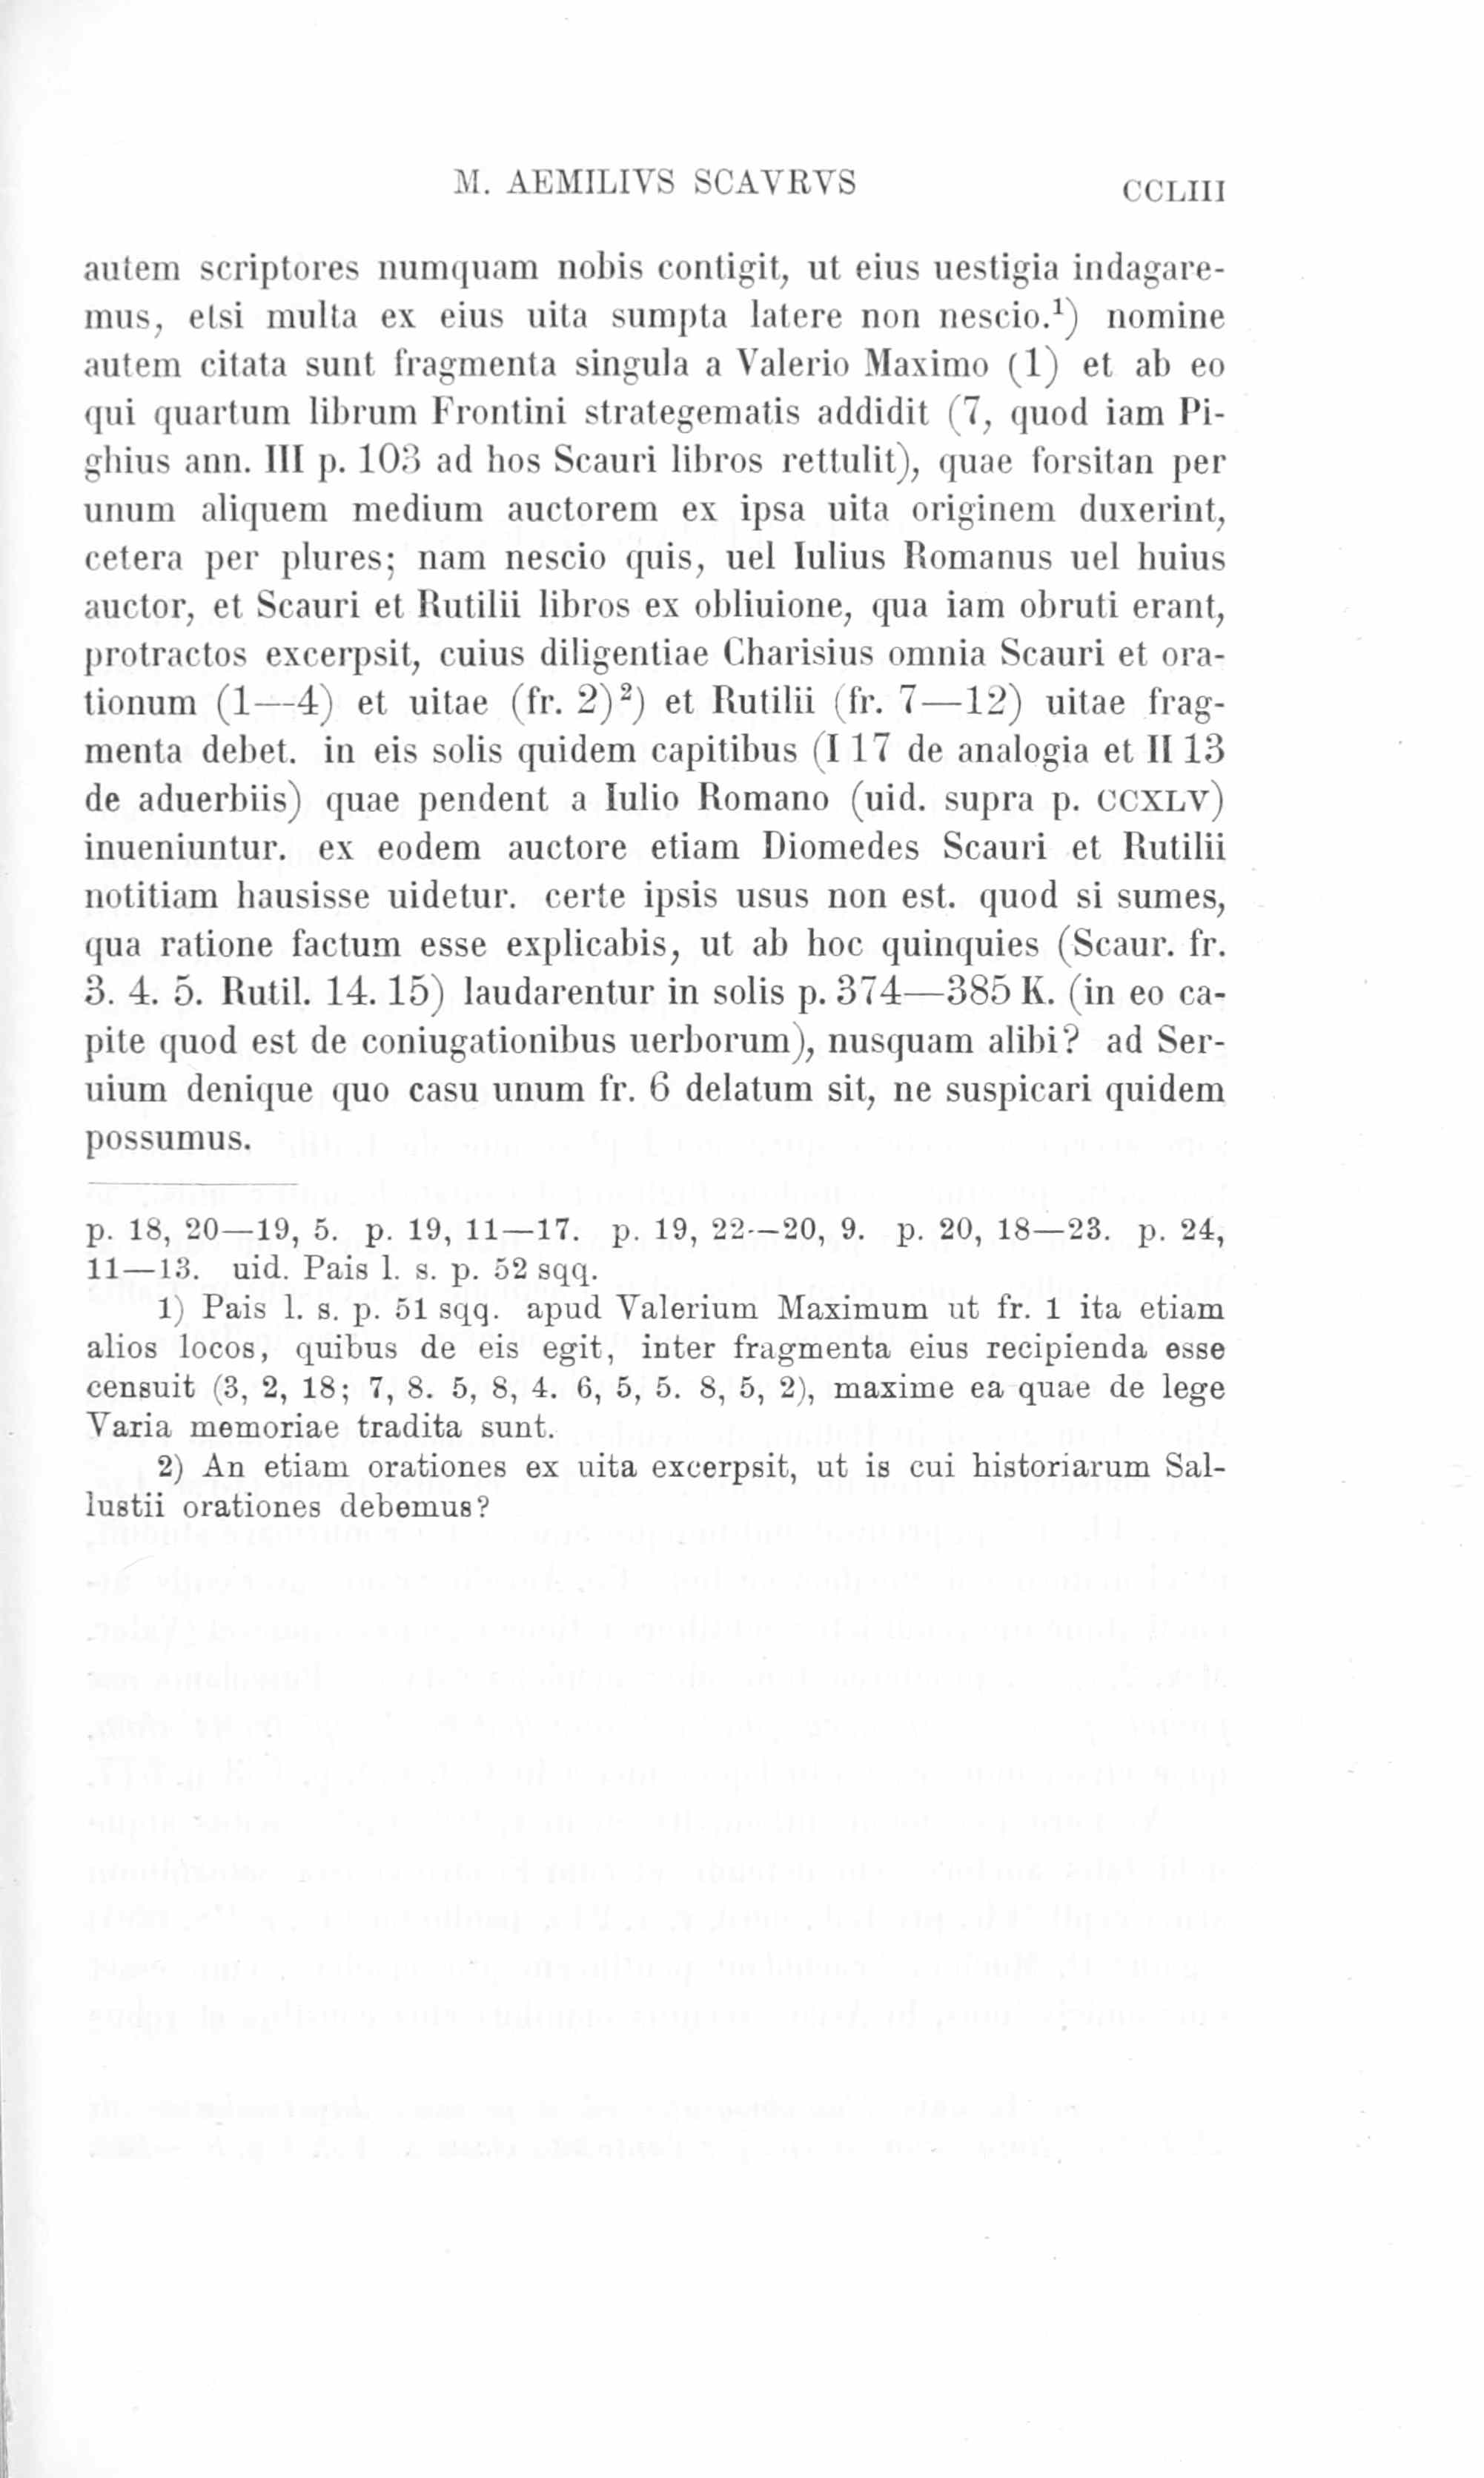 M. AEMILIVS SCAVRVS CCLIII
autem scriptores numquam nobis contigit, ut eius uestigia indagare-
mus, etsi multa ex eius uita sumpta latere non nescio.¹) nomine
autem citata sunt fragmenta singula a Valerio Maximo (1) et ab eo
qui quartum librum Frontini strategematis addidit (7, quod iam Pi-
ghius ann. III p. 103 ad hos Scauri libros rettulit), quae forsitan per
unum aliquem medium auctorem ex ipsa uita originem duxerint,
cetera per plures; nam nescio quis, uel Iulius Romanus uel huius
auctor, et Scauri et Rutilii libros ex obliuione, qua iam obruti erant,
protractos excerpsit, cuius diligentiae Charisius omnia Scauri et ora-
tionum (1—4) et uitae (fr. 2)²) et Rutilii (fr. 7—12) uitae frag-
menta debet. in eis solis quidem capitibus (I 17 de analogia et II 13
de aduerbiis) quae pendent a Iulio Romano (uid. supra p. CCXLV)
inueniuntur. ex eodem auctore etiam Diomedes Scauri et Rutilii
notitiam hausisse uidetur. certe ipsis usus non est. quod si sumes,
qua ratione factum esse explicabis, ut ab hoc quinquies (Scaur. fr.
3. 4. 5. Rutil. 14. 15) laudarentur in solis p. 374—385 K. (in eo ca-
pite quod est de coniugationibus uerborum), nusquam alibi? ad Ser-
uium denique quo casu unum fr. 6 delatum sit, ne suspicari quidem
possumus.
p. 18, 20—19, 5. p. 19, 11—17. p. 19, 22—20, 9. p. 20, 18—23. p. 24,
11—13. uid. Pais l. s. p. 52 sqq.
1) Pais l. s. p. 51 sqq. apud Valerium Maximum ut fr. 1 ita etiam
alios locos, quibus de eis egit, inter fragmenta eius recipienda esse
censuit (3, 2, 18; 7, 8. 5, 8, 4. 6, 5, 5. 8, 5, 2), maxime ea quae de lege
Varia memoriae tradita sunt.
2) An etiam orationes ex uita excerpsit, ut is cui historiarum Sal-
lustii orationes debemus?